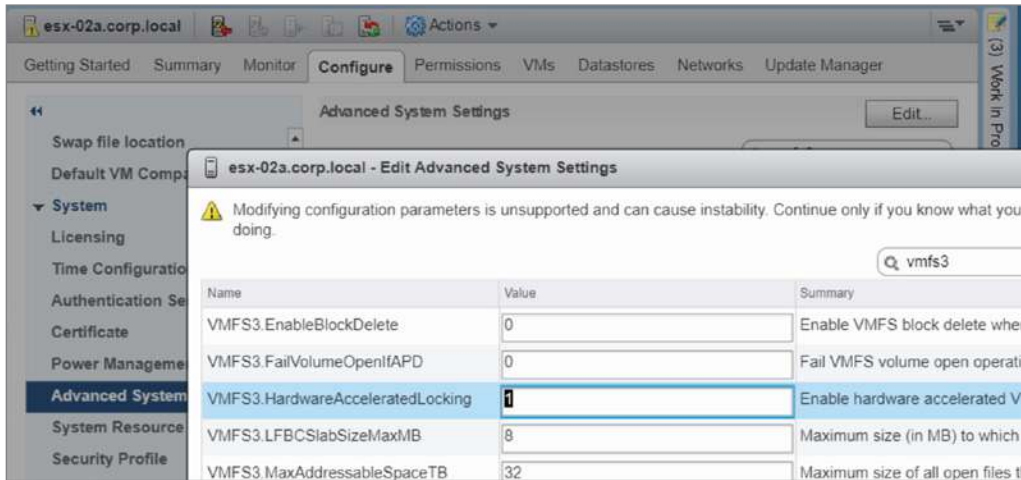 esx-02a.corp.local Actions
Getting Started Summary Monitor Configure Permissions VMs Datastores Networks Update Manager
(3) Work in Pro
Advanced System Settings Edit...
Swap file location
Default VM Compa
System
Licensing
Time Configuratio
Authentication Se
Certificate
Power Manageme
Advanced System
System Resource
Security Profile
esx-02a.corp.local - Edit Advanced System Settings
Modifying configuration parameters is unsupported and can cause instability. Continue only if you know what you
doing.
vmfs3
Name Value Summary
VMFS3.EnableBlockDelete 0 Enable VMFS block delete whe
VMFS3.FailVolumeOpenIfAPD 0 Fail VMFS volume open operati
VMFS3.HardwareAcceleratedLocking 1 Enable hardware accelerated V
VMFS3.LFBCSlabSizeMaxMB 8 Maximum size (in MB) to which
VMFS3.MaxAddressableSpaceTB 32 Maximum size of all open files t